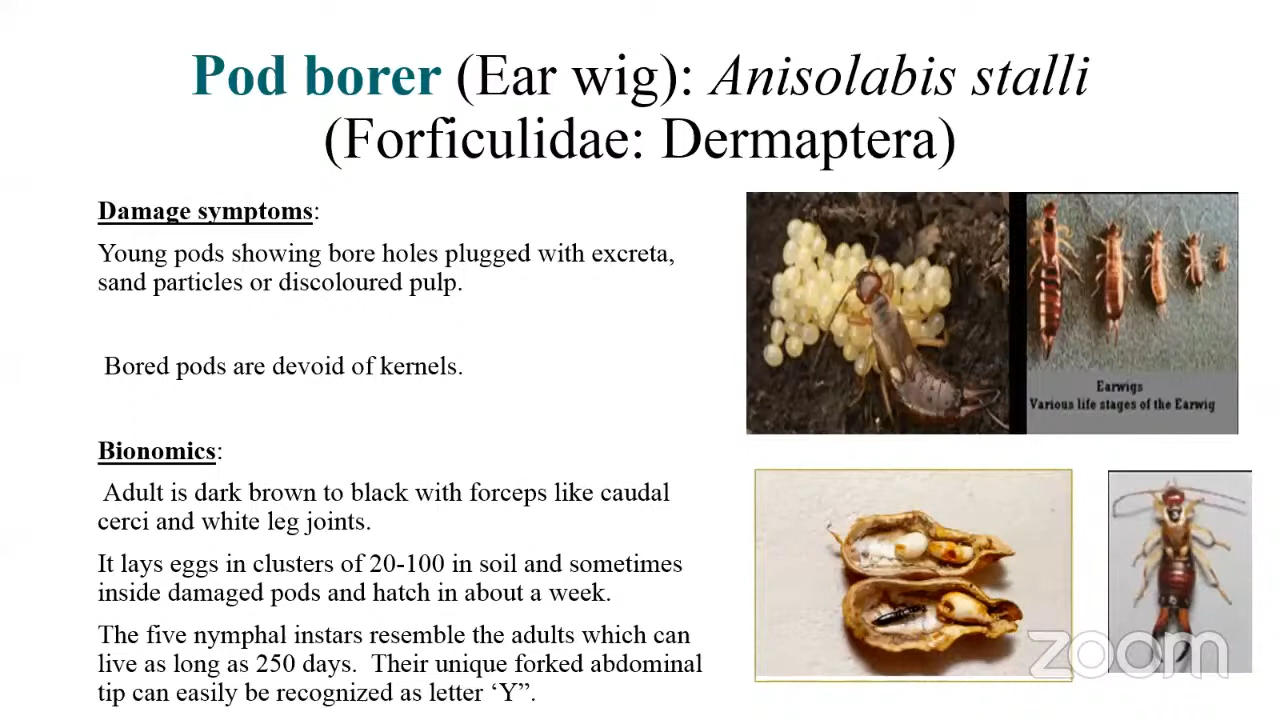 Pod borer (Ear wig): Anisolabis stalli
(Forficulidae: Dermaptera)
Damage symptoms:
Young pods showing bore holes plugged with excreta,
sand particles or discoloured pulp.
Bored pods are devoid of kernels.
Bionomics:
Adult is dark brown to black with forceps like caudal
cerci and white leg joints.
It lays eggs in clusters of 20-100 in soil and sometimes
inside damaged pods and hatch in about a week.
The five nymphal instars resemble the adults which can
live as long as 250 days. Their unique forked abdominal
tip can easily be recognized as letter ‘Y”.
Earwigs
Various life stages of the Earwig
zoom